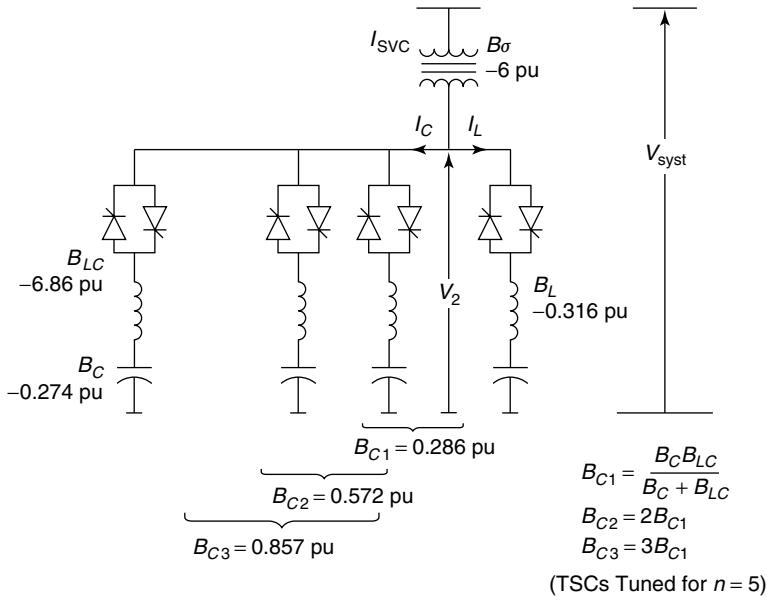 I_SVC
Bσ
−6 pu
I_C
I_L
V_syst
B_LC
−6.86 pu
V_2
B_L
−0.316 pu
B_C
−0.274 pu
B_C1 = 0.286 pu
B_C2 = 0.572 pu
B_C3 = 0.857 pu
B_C1 = B_C B_LC / B_C + B_LC
B_C2 = 2B_C1
B_C3 = 3B_C1
(TSCs Tuned for n = 5)